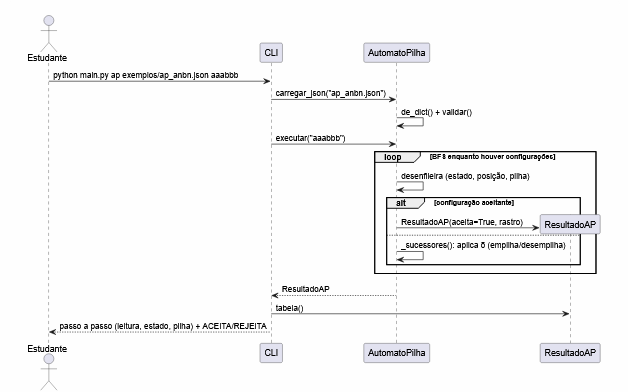 Estudante
CLI
AutomatoPilha
python main.py ap exemplos/ap_anbn.json aaabbb
carregar_json("ap_anbn.json")
de_dict() + validar()
executar("aaabbb")
loop
[BFS enquanto houver configurações]
desenfileira (estado, posição, pilha)
alt
[configuração aceitante]
ResultadoAP(aceita=True, rastro)
ResultadoAP
_sucessores(): aplica δ (empilha/desempilha)
ResultadoAP
tabela()
passo a passo (leitura, estado, pilha) + ACEITA/REJEITA
Estudante
CLI
AutomatoPilha
ResultadoAP